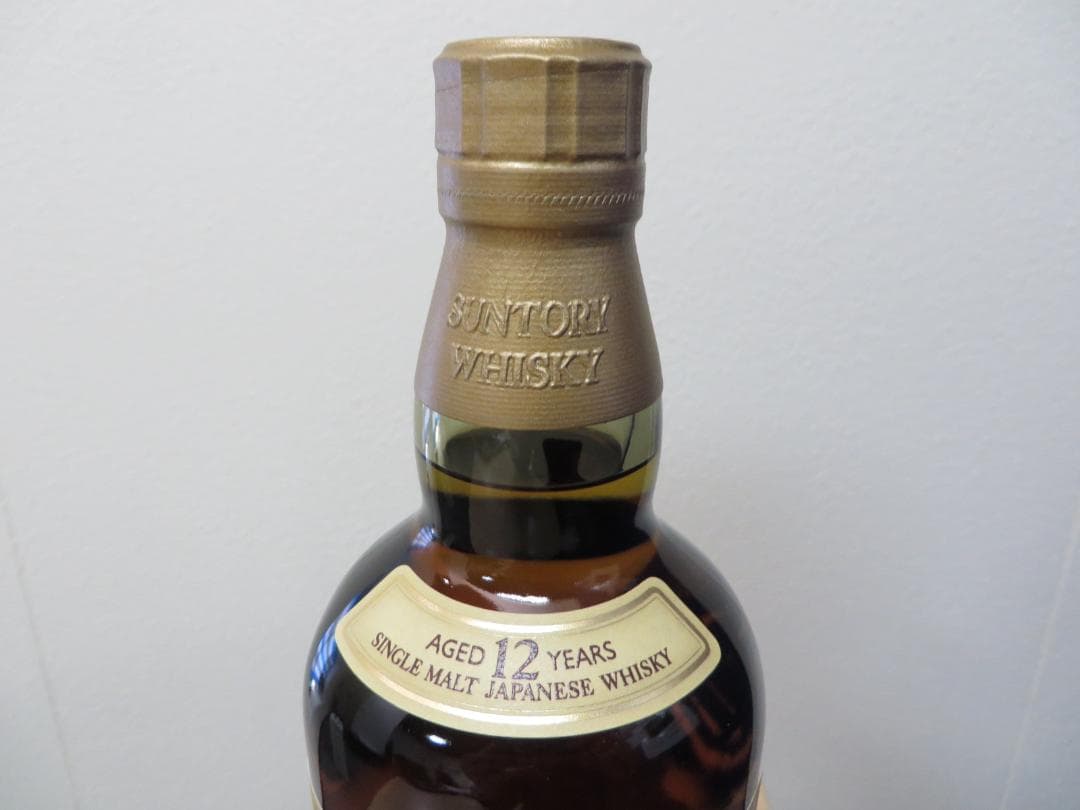 SUNTORY
WHISKY
AGED 12 YEARS
SINGLE MALT JAPANESE WHISKY